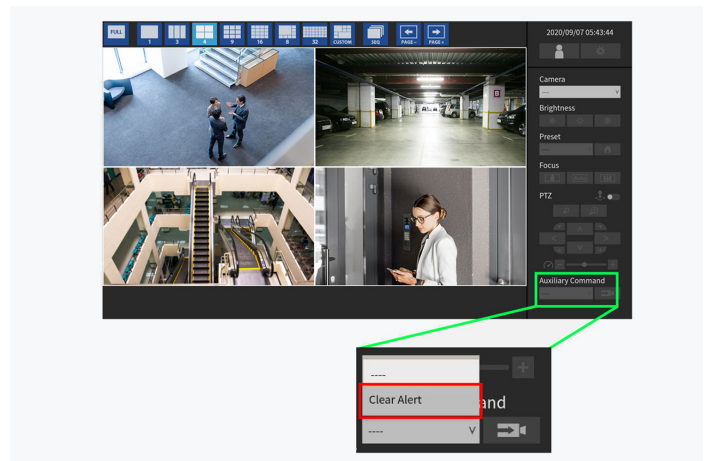 FULL 1 3 4 9 16 8 32 CUSTOM SEQ PAGE - PAGE +
2020/09/07 05:43:44
B
Camera
---- v
Brightness
Preset
Focus
PTZ
Auxiliary Command
----
Clear Alert
and
---- v